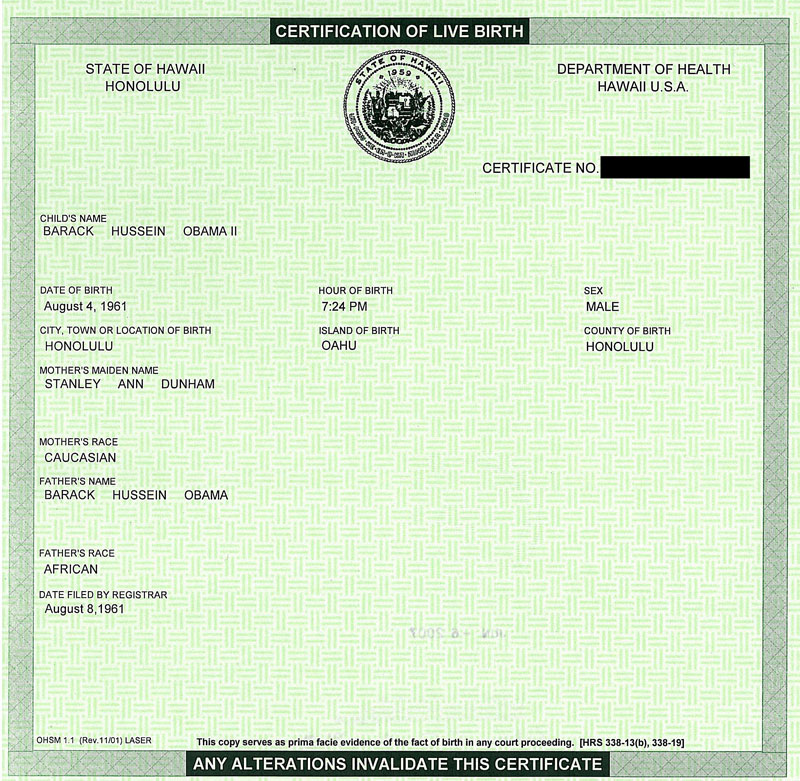 CERTIFICATION OF LIVE BIRTH
STATE OF HAWAII
HONOLULU
STATE OF HAWAII
1959
DEPARTMENT OF HEALTH
HAWAII U.S.A.
CERTIFICATE NO.
CHILD'S NAME
BARACK HUSSEIN OBAMA II
DATE OF BIRTH HOUR OF BIRTH SEX
August 4, 1961 7:24 PM MALE
CITY, TOWN OR LOCATION OF BIRTH ISLAND OF BIRTH COUNTY OF BIRTH
HONOLULU OAHU HONOLULU
MOTHER'S MAIDEN NAME
STANLEY ANN DUNHAM
MOTHER'S RACE
CAUCASIAN
FATHER'S NAME
BARACK HUSSEIN OBAMA
FATHER'S RACE
AFRICAN
DATE FILED BY REGISTRAR
August 8,1961
OHSM 1.1 (Rev.11/01) LASER This copy serves as prima facie evidence of the fact of birth in any court proceeding. [HRS 338-13(b), 338-19]
ANY ALTERATIONS INVALIDATE THIS CERTIFICATE